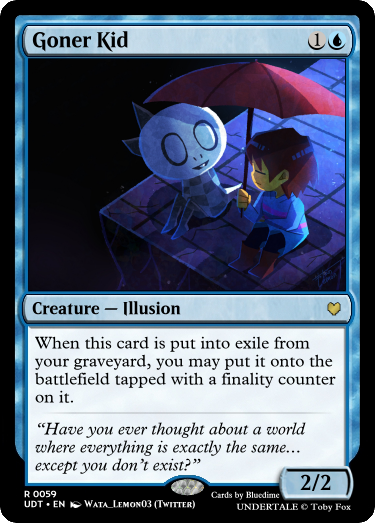 Goner Kid 1
Creature — Illusion
When this card is put into exile from
your graveyard, you may put it onto the
battlefield tapped with a finality counter
on it.
“Have you ever thought about a world
where everything is exactly the same...
except you don’t exist?”
2/2
R 0059
UDT • EN Wata_Lemon03 (Twitter)
Cards by Bluedime
UNDERTALE © Toby Fox